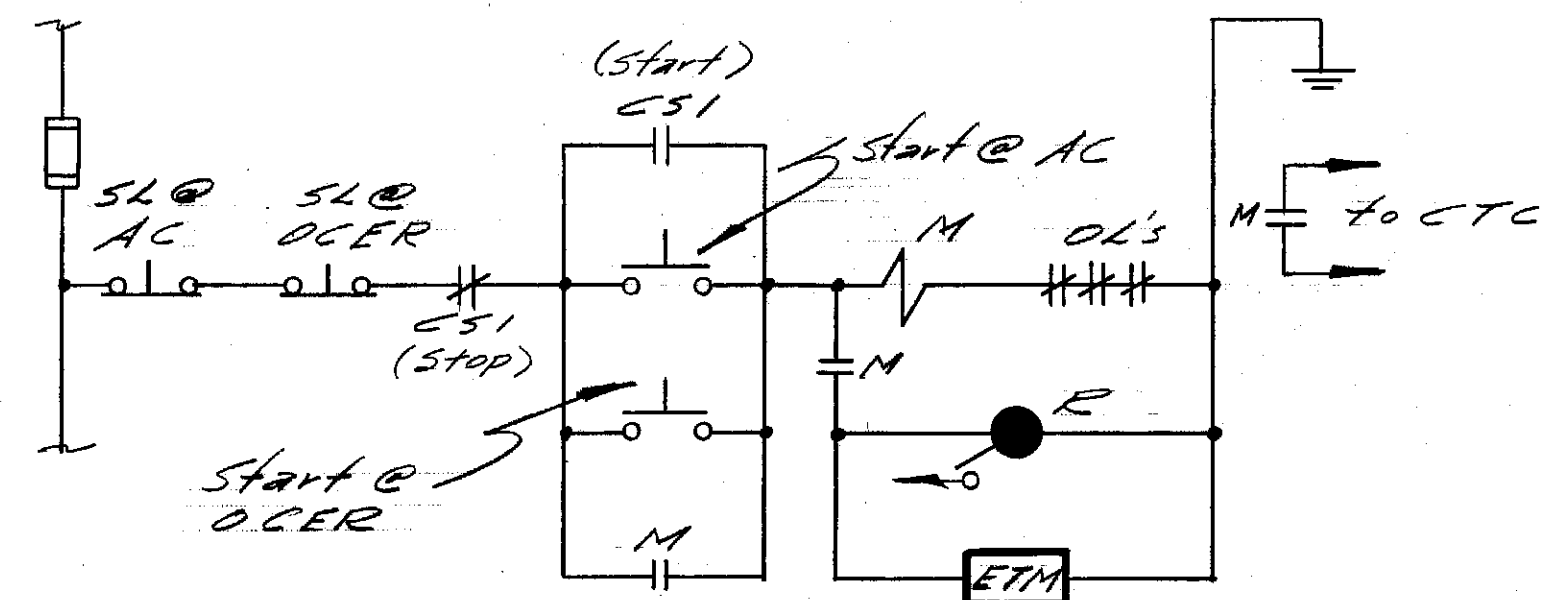 (Start)
CS1
Start @ AC
SL @
AC
SL @
OCER
M
OL's
M
to CTC
CS1
(Stop)
M
R
Start @
OCER
M
ETM